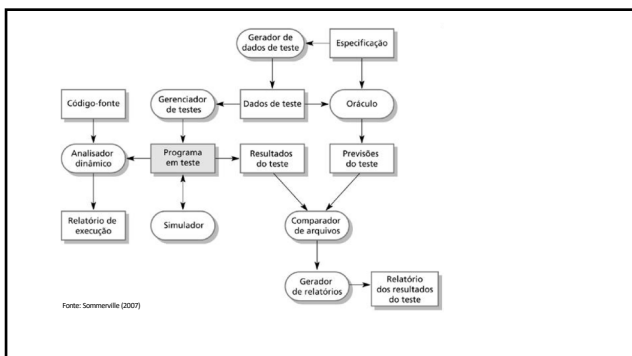 Gerador de
dados de teste
Especificação
Código-fonte
Gerenciador
de testes
Dados de teste
Oráculo
Analisador
dinâmico
Programa
em teste
Resultados
do teste
Previsões
do teste
Relatório de
execução
Simulador
Comparador
de arquivos
Gerador
de relatórios
Relatório
dos resultados
do teste
Fonte: Sommerville (2007)